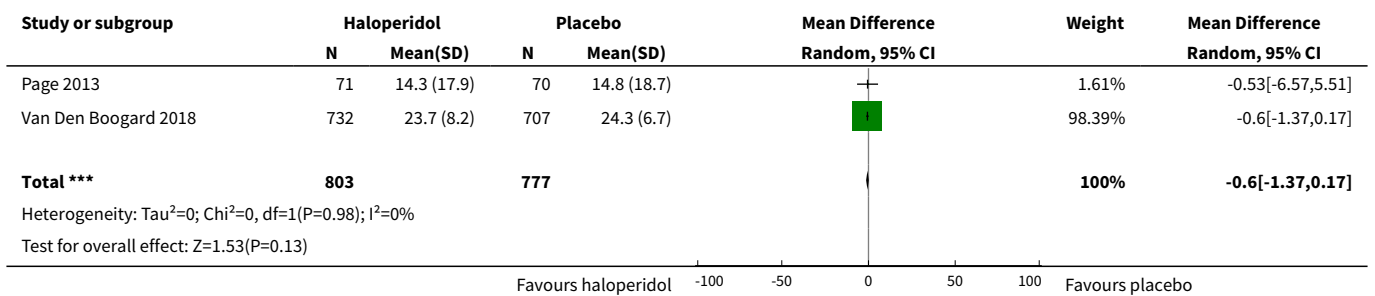 Study or subgroup Haloperidol Placebo Mean Difference Weight Mean Difference
N Mean(SD) N Mean(SD) Random, 95% CI Random, 95% CI
Page 2013 71 14.3 (17.9) 70 14.8 (18.7) 1.61% -0.53[-6.57,5.51]
Van Den Boogard 2018 732 23.7 (8.2) 707 24.3 (6.7) 98.39% -0.6[-1.37,0.17]
Total *** 803 777 100% -0.6[-1.37,0.17]
Heterogeneity: Tau²=0; Chi²=0, df=1(P=0.98); I²=0%
Test for overall effect: Z=1.53(P=0.13)
Favours haloperidol -100 -50 0 50 100 Favours placebo